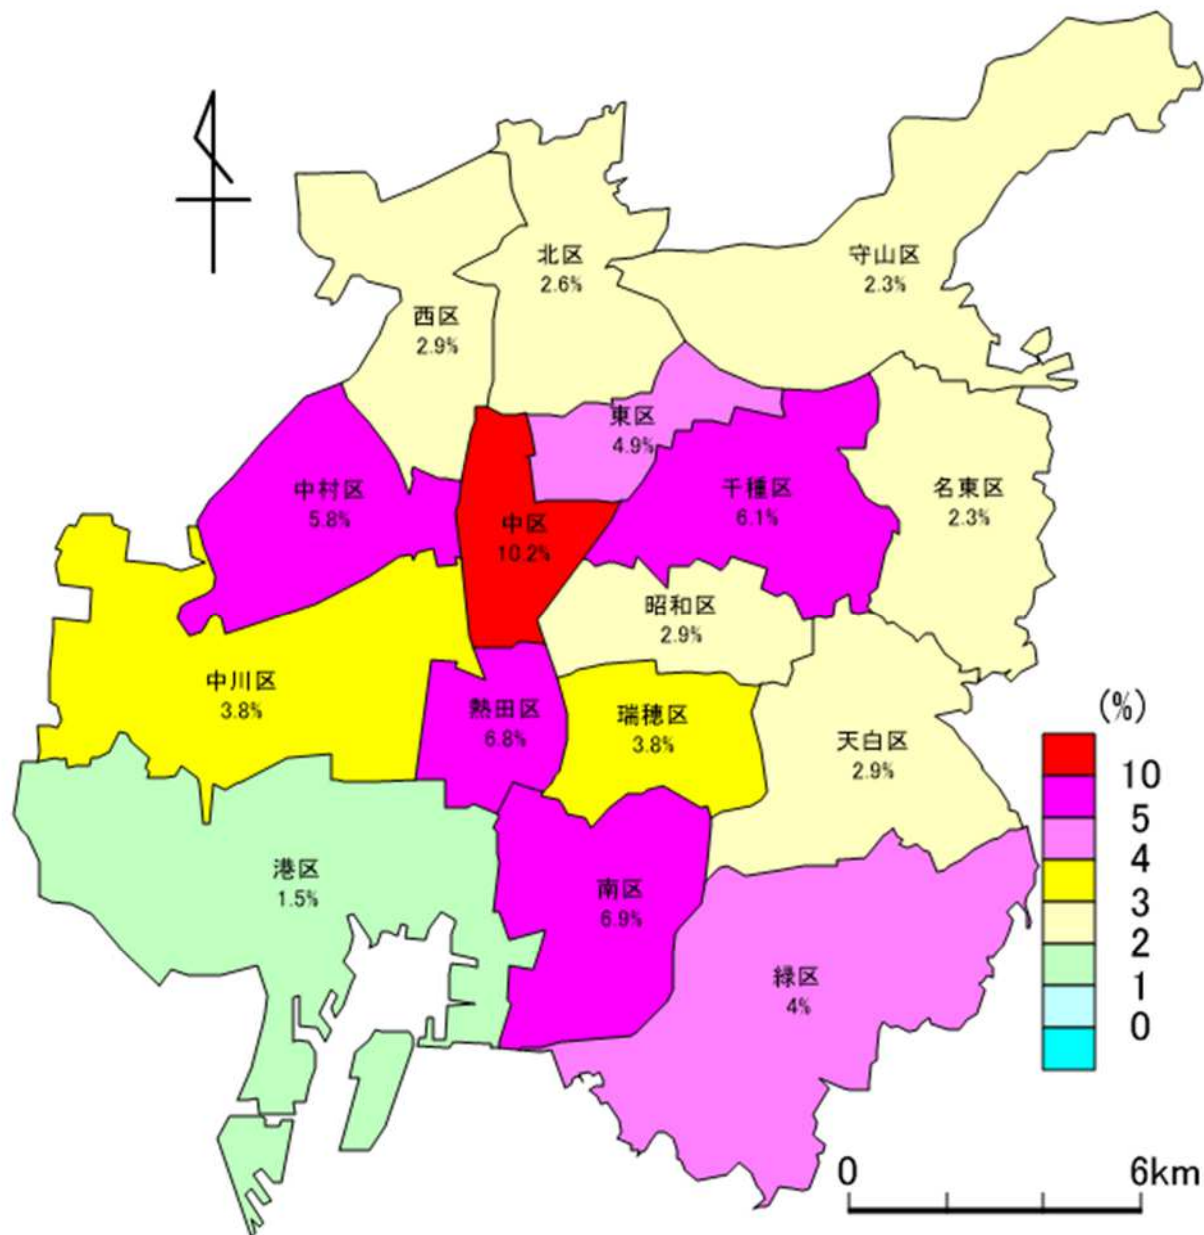 北区
2.6%
守山区
2.3%
西区
2.9%
東区
4.9%
中村区
5.8%
中区
10.2%
千種区
6.1%
名東区
2.3%
昭和区
2.9%
中川区
3.8%
熱田区
6.8%
瑞穂区
3.8%
天白区
2.9%
港区
1.5%
南区
6.9%
緑区
4%
(%)
10
5
4
3
2
1
0
0 6km